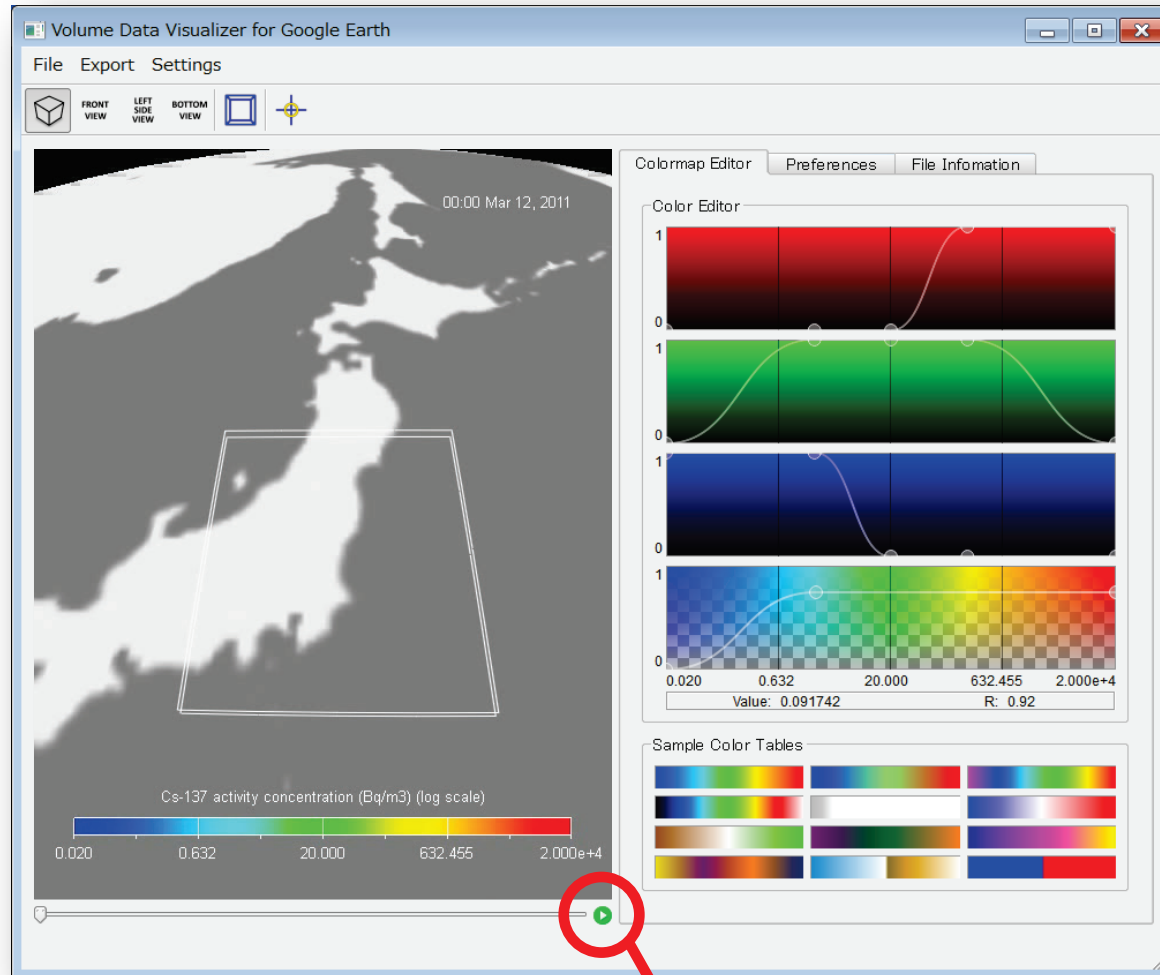 Volume Data Visualizer for Google Earth
File Export Settings
FRONT VIEW
LEFT SIDE VIEW
BOTTOM VIEW
00:00 Mar 12, 2011
Cs-137 activity concentration (Bq/m3) (log scale)
0.020 0.632 20.000 632.455 2.000e+4
Colormap Editor Preferences File Infomation
Color Editor
1
0
1
0
1
0
1
0
0.020 0.632 20.000 632.455 2.000e+4
Value: 0.091742 R: 0.92
Sample Color Tables